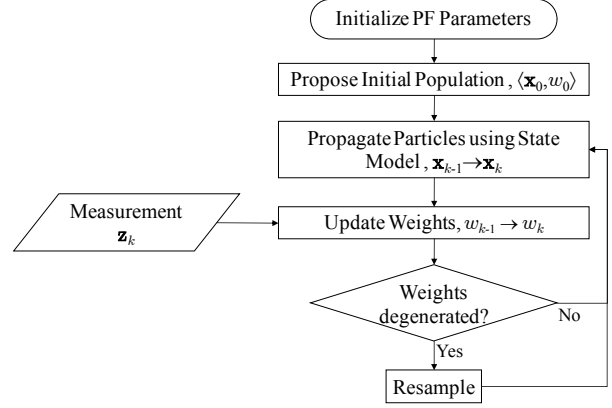 Initialize PF Parameters
Propose Initial Population , ⟨𝐱₀,w₀⟩
Propagate Particles using State
Model , 𝐱ₖ₋₁→𝐱ₖ
Measurement
𝐳ₖ
Update Weights, wₖ₋₁ → wₖ
Weights
degenerated?
No
Yes
Resample